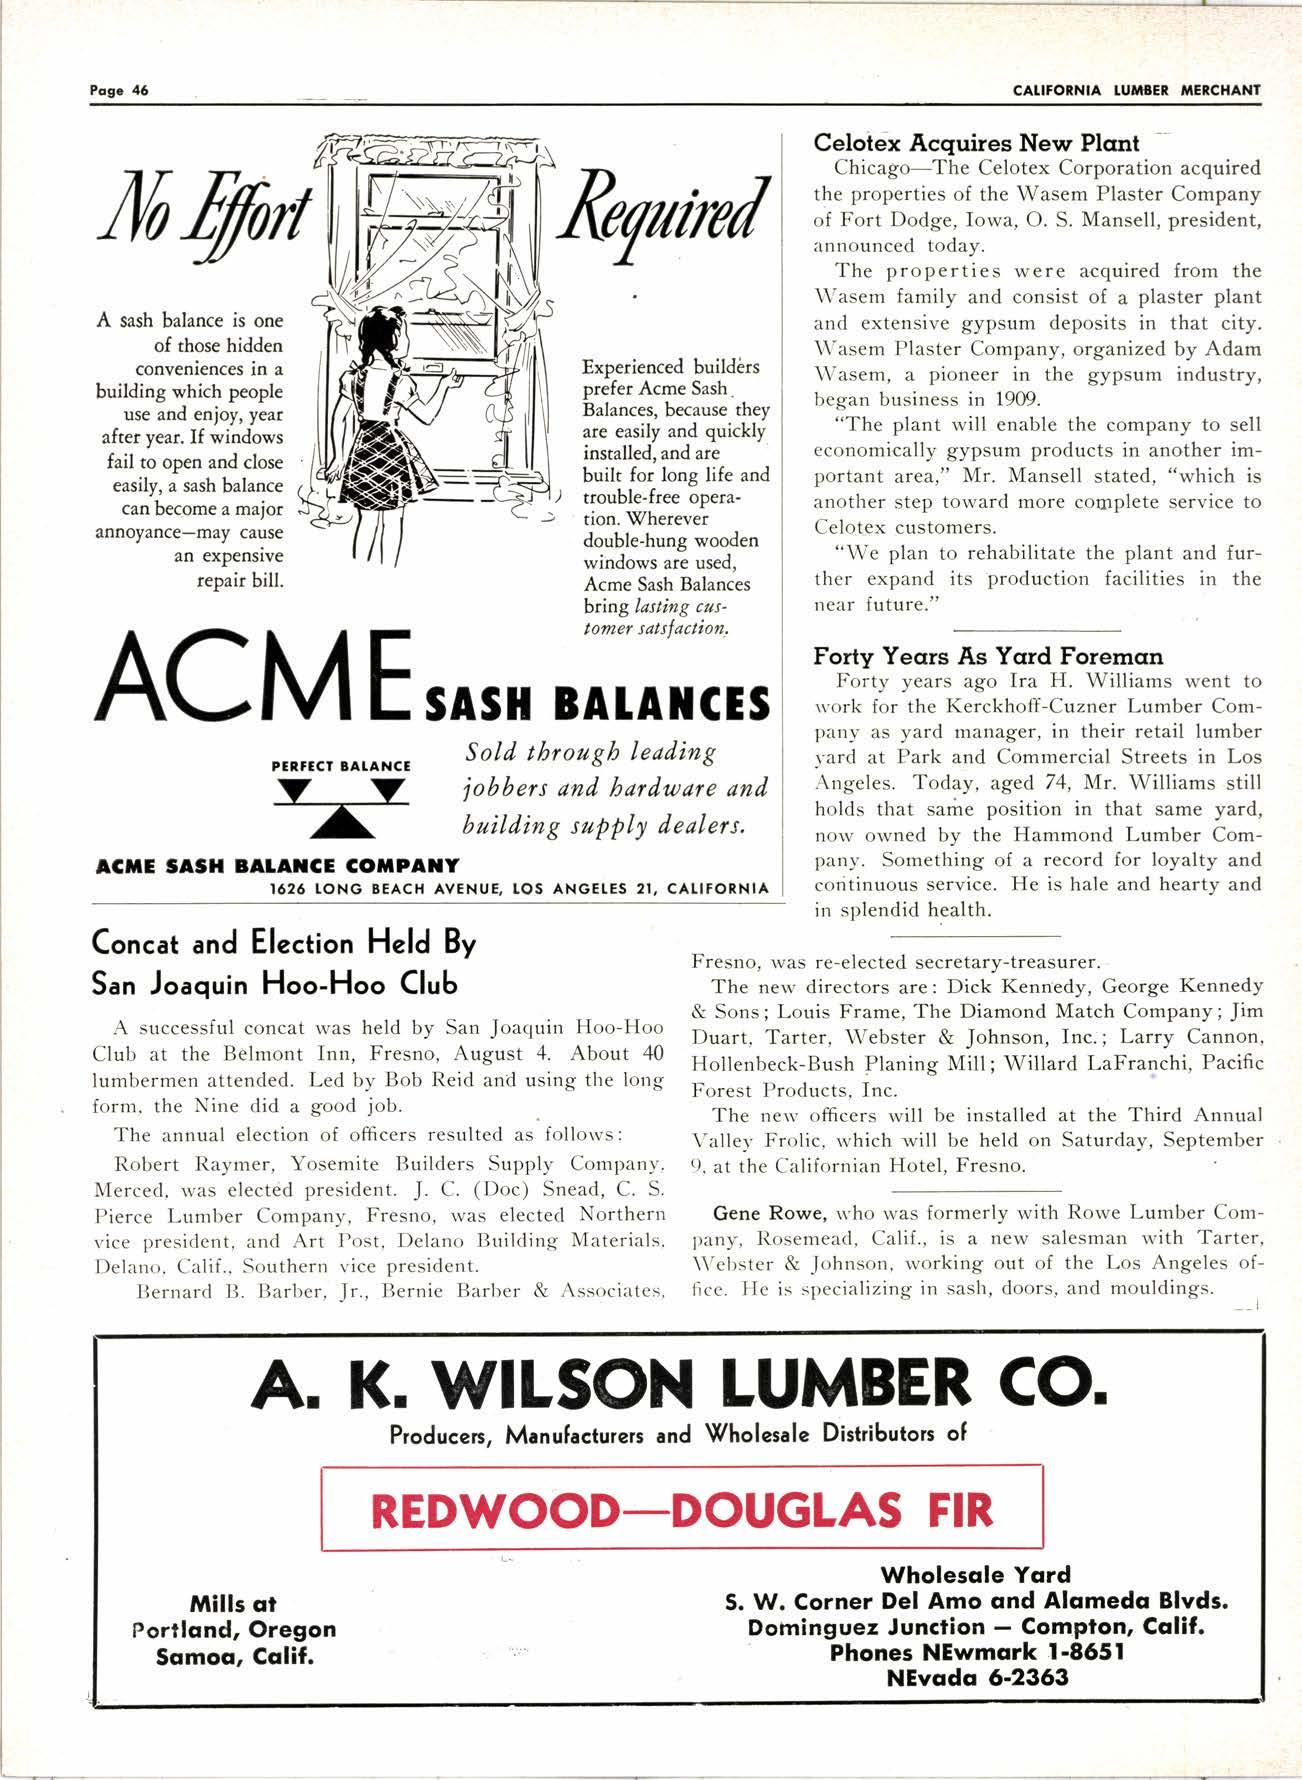 Page 46
CALIFORNIA LUMBER MERCHANT
No Effort
Required
A sash balance is one
of those hidden
conveniences in a
building which people
use and enjoy, year
after year. If windows
fail to open and close
easily, a sash balance
can become a major
annoyance—may cause
an expensive
repair bill.
Experienced builders
prefer Acme Sash
Balances, because they
are easily and quickly
installed, and are
built for long life and
trouble-free opera-
tion. Wherever
double-hung wooden
windows are used,
Acme Sash Balances
bring lasting cus-
tomer satsfaction.
ACME SASH BALANCES
PERFECT BALANCE
Sold through leading
jobbers and hardware and
building supply dealers.
ACME SASH BALANCE COMPANY
1626 LONG BEACH AVENUE, LOS ANGELES 21, CALIFORNIA
Celotex Acquires New Plant
Chicago—The Celotex Corporation acquired
the properties of the Wasem Plaster Company
of Fort Dodge, Iowa, O. S. Mansell, president,
announced today.
The properties were acquired from the
Wasem family and consist of a plaster plant
and extensive gypsum deposits in that city.
Wasem Plaster Company, organized by Adam
Wasem, a pioneer in the gypsum industry,
began business in 1909.
"The plant will enable the company to sell
economically gypsum products in another im-
portant area," Mr. Mansell stated, "which is
another step toward more complete service to
Celotex customers.
"We plan to rehabilitate the plant and fur-
ther expand its production facilities in the
near future."
Forty Years As Yard Foreman
Forty years ago Ira H. Williams went to
work for the Kerckhoff-Cuzner Lumber Com-
pany as yard manager, in their retail lumber
yard at Park and Commercial Streets in Los
Angeles. Today, aged 74, Mr. Williams still
holds that same position in that same yard,
now owned by the Hammond Lumber Com-
pany. Something of a record for loyalty and
continuous service. He is hale and hearty and
in splendid health.
Concat and Election Held By
San Joaquin Hoo-Hoo Club
A successful concat was held by San Joaquin Hoo-Hoo
Club at the Belmont Inn, Fresno, August 4. About 40
lumbermen attended. Led by Bob Reid and using the long
form, the Nine did a good job.
The annual election of officers resulted as follows:
Robert Raymer, Yosemite Builders Supply Company,
Merced, was elected president. J. C. (Doc) Snead, C. S.
Pierce Lumber Company, Fresno, was elected Northern
vice president, and Art Post, Delano Building Materials,
Delano, Calif., Southern vice president.
Bernard B. Barber, Jr., Bernie Barber & Associates,
Fresno, was re-elected secretary-treasurer.
The new directors are: Dick Kennedy, George Kennedy
& Sons; Louis Frame, The Diamond Match Company; Jim
Duart, Tarter, Webster & Johnson, Inc.; Larry Cannon,
Hollenbeck-Bush Planing Mill; Willard LaFranchi, Pacific
Forest Products, Inc.
The new officers will be installed at the Third Annual
Valley Frolic, which will be held on Saturday, September
9, at the Californian Hotel, Fresno.
Gene Rowe, who was formerly with Rowe Lumber Com-
pany, Rosemead, Calif., is a new salesman with Tarter,
Webster & Johnson, working out of the Los Angeles of-
fice. He is specializing in sash, doors, and mouldings.
A. K. WILSON LUMBER CO.
Producers, Manufacturers and Wholesale Distributors of
REDWOOD—DOUGLAS FIR
Mills at
Portland, Oregon
Samoa, Calif.
Wholesale Yard
S. W. Corner Del Amo and Alameda Blvds.
Dominguez Junction — Compton, Calif.
Phones NEwmark 1-8651
NEvada 6-2363